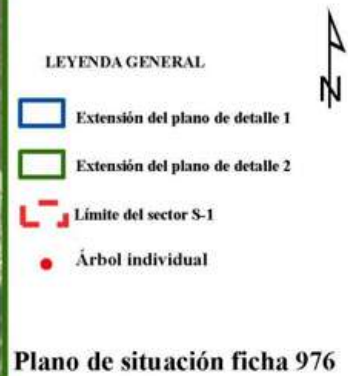 LEYENDA GENERAL
N
Extensión del plano de detalle 1
Extensión del plano de detalle 2
Límite del sector S-1
Árbol individual
Plano de situación ficha 976